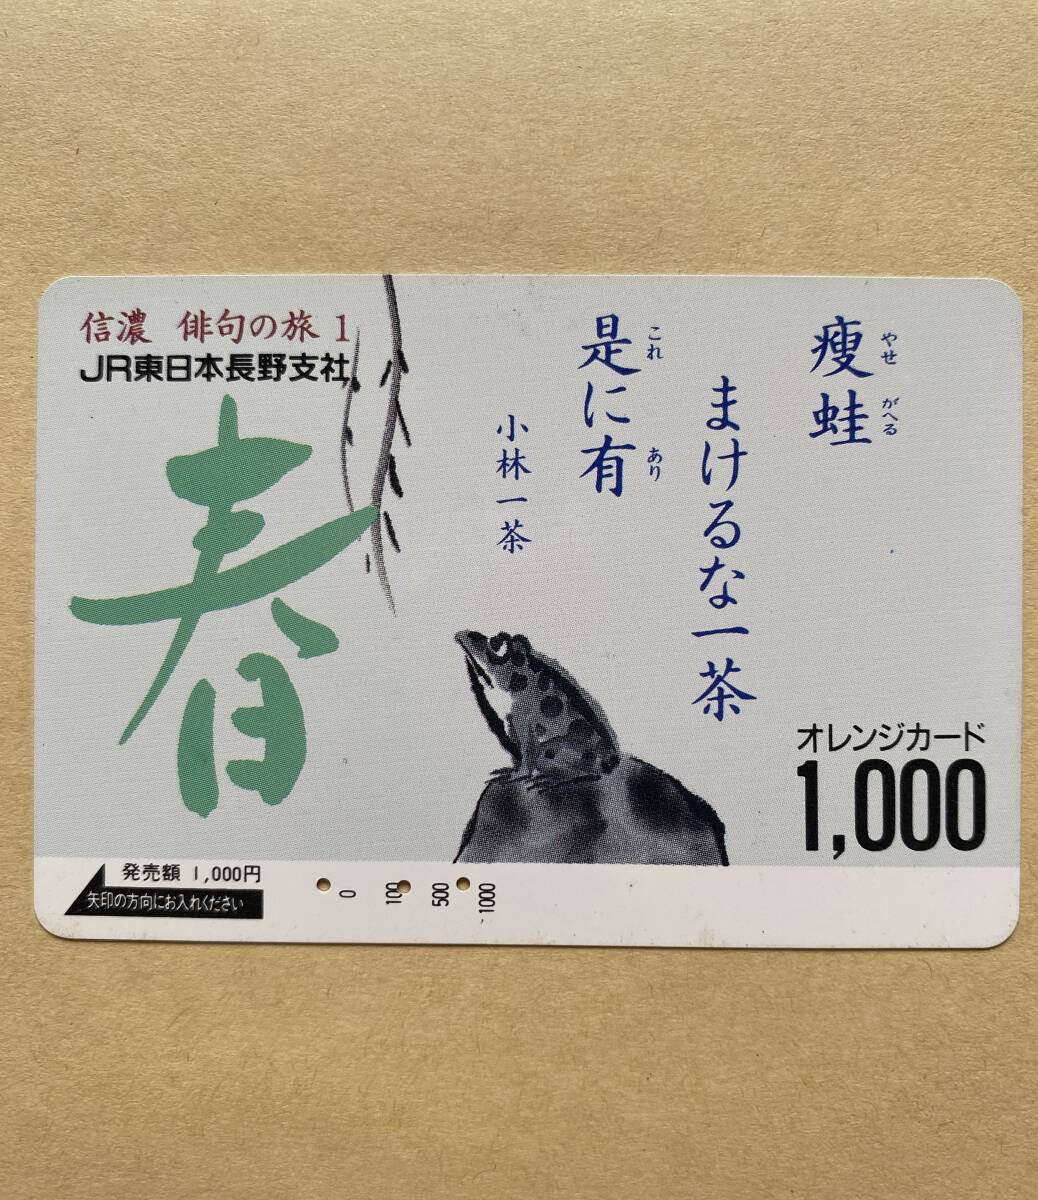 信濃 俳句の旅 1
JR東日本長野支社
春
痩蛙
やせ がへる
まけるな一茶
是に有
これ あり
小林一茶
オレンジカード
1,000
発売額 1,000円
矢印の方向にお入れください
0 100 500 1000